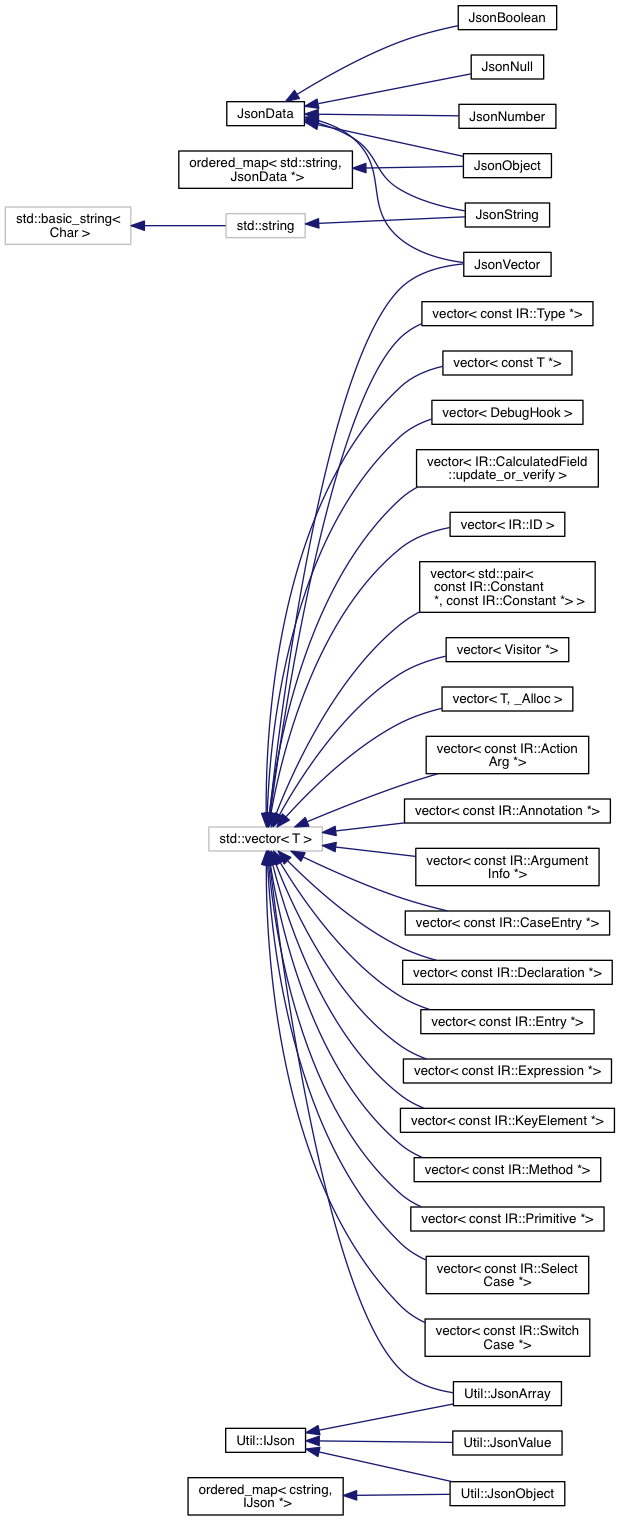 JsonBoolean
JsonNull
JsonData
JsonNumber
ordered_map< std::string,
JsonData *>
JsonObject
std::basic_string<
Char >
std::string
JsonString
JsonVector
vector< const IR::Type *>
vector< const T *>
vector< DebugHook >
vector< IR::CalculatedField
::update_or_verify >
vector< IR::ID >
vector< std::pair<
const IR::Constant
*, const IR::Constant *> >
vector< Visitor *>
vector< T, _Alloc >
vector< const IR::Action
Arg *>
vector< const IR::Annotation *>
std::vector< T >
vector< const IR::Argument
Info *>
vector< const IR::CaseEntry *>
vector< const IR::Declaration *>
vector< const IR::Entry *>
vector< const IR::Expression *>
vector< const IR::KeyElement *>
vector< const IR::Method *>
vector< const IR::Primitive *>
vector< const IR::Select
Case *>
vector< const IR::Switch
Case *>
Util::JsonArray
Util::IJson
Util::JsonValue
ordered_map< cstring,
IJson *>
Util::JsonObject